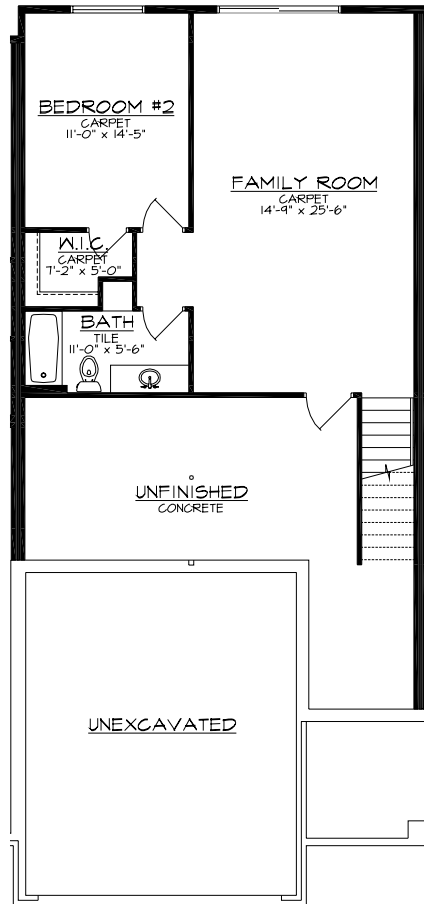 BEDROOM #2
CARPET
11'-0" x 14'-5"
FAMILY ROOM
CARPET
14'-9" x 25'-6"
W.I.C.
CARPET
7'-2" x 5'-0"
BATH
TILE
11'-0" x 5'-6"
UNFINISHED
CONCRETE
UNEXCAVATED